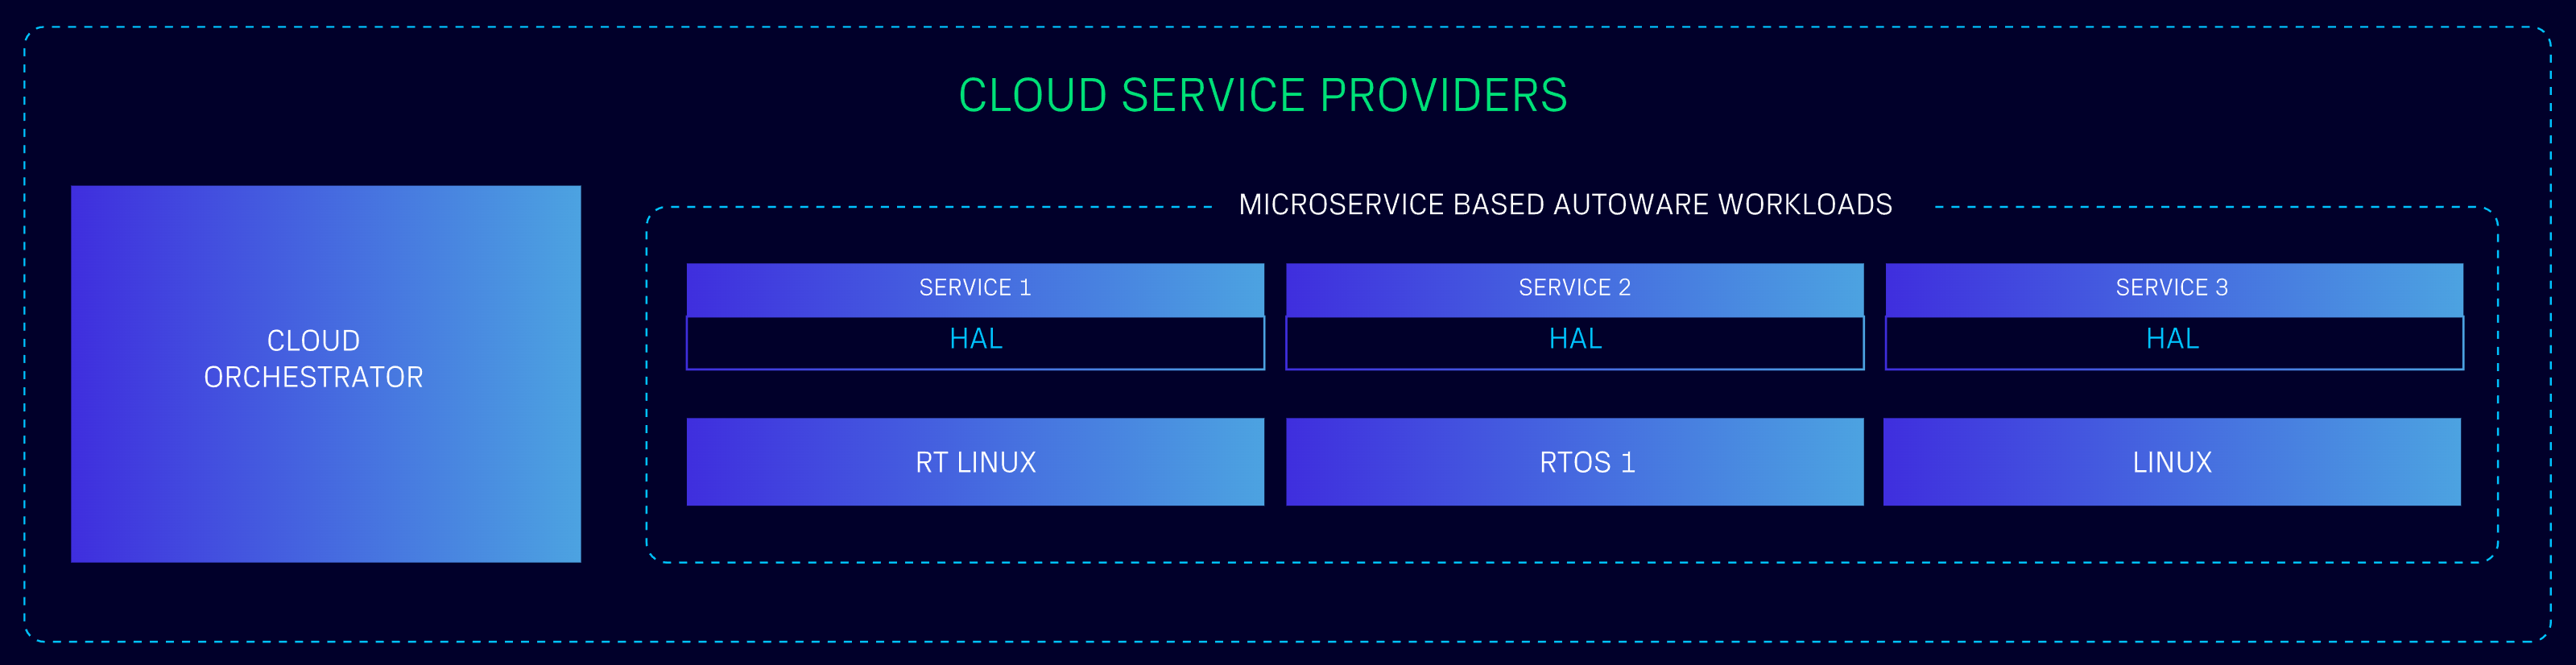 CLOUD SERVICE PROVIDERS
CLOUD
ORCHESTRATOR
MICROSERVICE BASED AUTOWARE WORKLOADS
SERVICE 1
SERVICE 2
SERVICE 3
HAL
HAL
HAL
RT LINUX
RTOS 1
LINUX